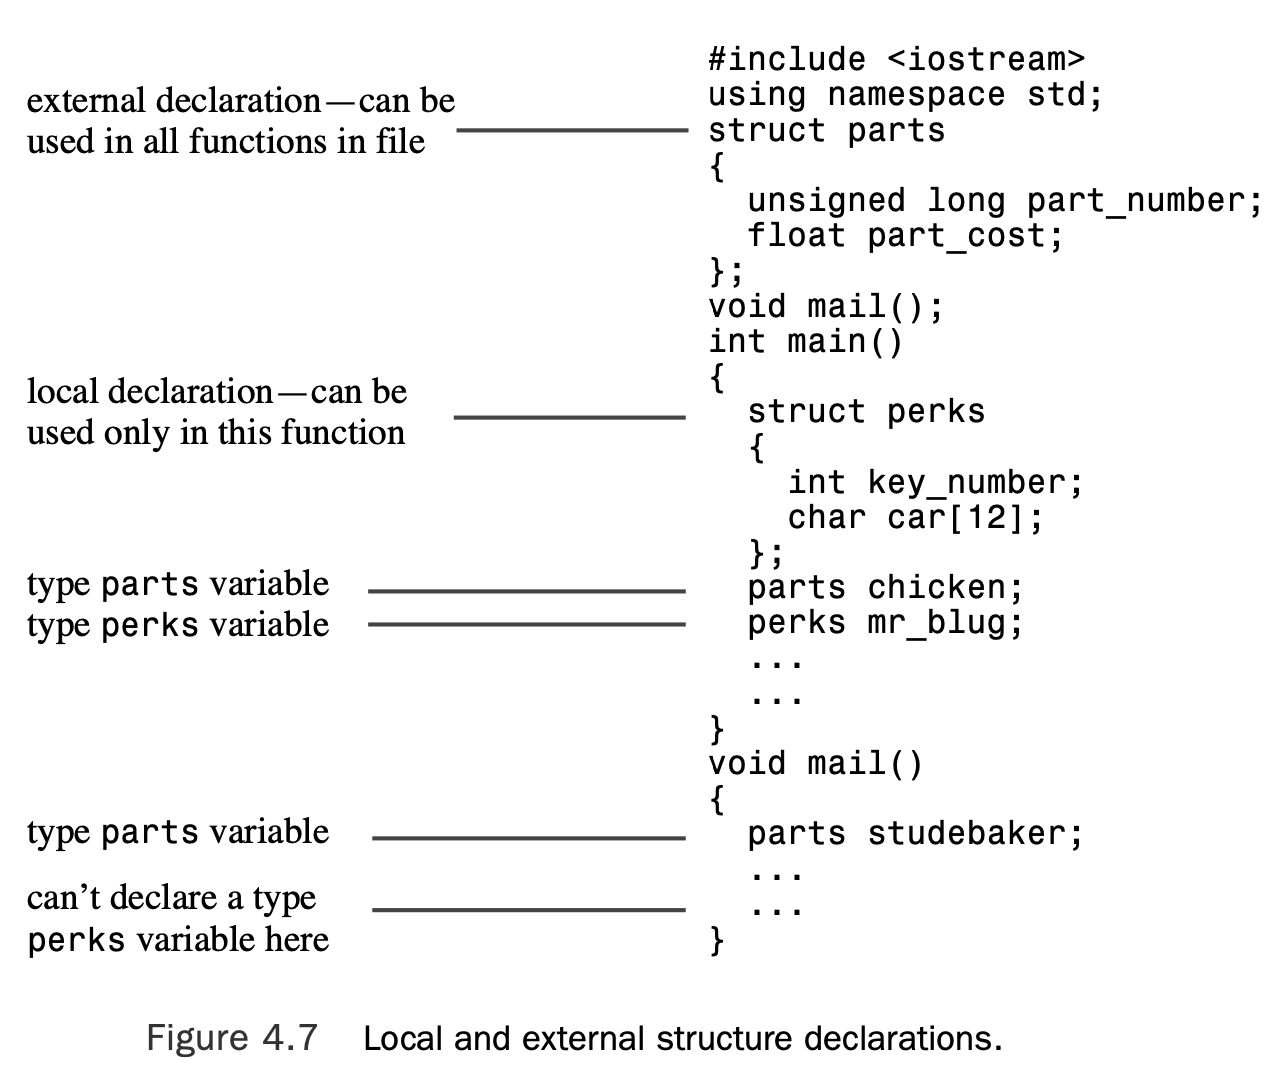 #include <iostream>
external declaration—can be
using namespace std;
used in all functions in file
struct parts
{
unsigned long part_number;
float part_cost;
};
void mail();
int main()
{
local declaration—can be
used only in this function
struct perks
{
int key_number;
char car[12];
};
type parts variable
parts chicken;
type perks variable
perks mr_blug;
...
...
}
void mail()
{
type parts variable
parts studebaker;
...
can't declare a type
...
perks variable here
}
Figure 4.7 Local and external structure declarations.